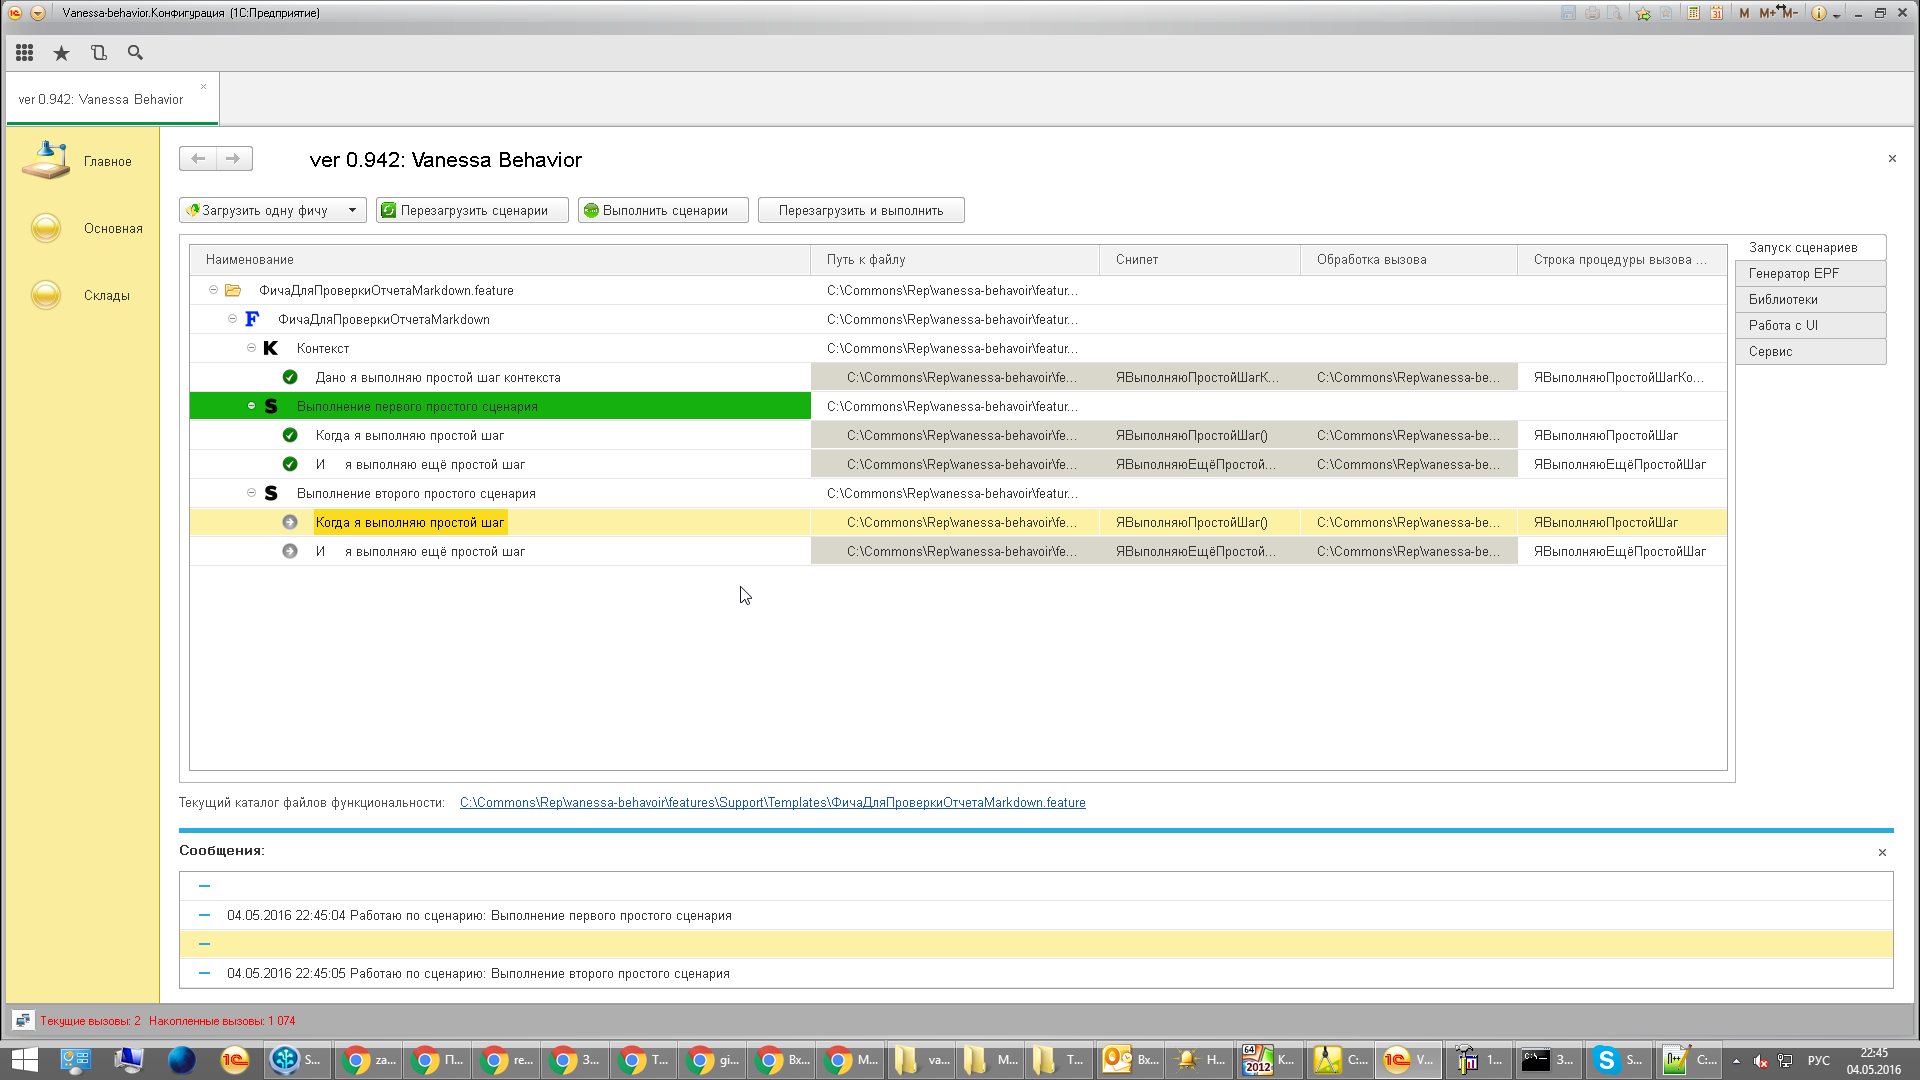 Vanessa-behavior.Конфигурация (1С:Предприятие)
31 M M+ M-
ver 0.942: Vanessa Behavior
Главное
Основная
Склады
ver 0.942: Vanessa Behavior
Загрузить одну фичу
Перезагрузить сценарии
Выполнить сценарии
Перезагрузить и выполнить
Наименование Путь к файлу Снипет Обработка вызова Строка процедуры вызова ...
ФичаДляПроверкиОтчетаMarkdown.feature C:\Commons\Rep\vanessa-behavoir\featur...
F ФичаДляПроверкиОтчетаMarkdown C:\Commons\Rep\vanessa-behavoir\featur...
K Контекст C:\Commons\Rep\vanessa-behavoir\featur...
Дано я выполняю простой шаг контекста C:\Commons\Rep\vanessa-behavoir\fe... ЯВыполняюПростойШагК... C:\Commons\Rep\vanessa-be... ЯВыполняюПростойШагКо...
S Выполнение первого простого сценария C:\Commons\Rep\vanessa-behavoir\featur...
Когда я выполняю простой шаг C:\Commons\Rep\vanessa-behavoir\fe... ЯВыполняюПростойШаг() C:\Commons\Rep\vanessa-be... ЯВыполняюПростойШаг
И я выполняю ещё простой шаг C:\Commons\Rep\vanessa-behavoir\fe... ЯВыполняюЕщёПростой... C:\Commons\Rep\vanessa-be... ЯВыполняюЕщёПростойШаг
S Выполнение второго простого сценария C:\Commons\Rep\vanessa-behavoir\featur...
Когда я выполняю простой шаг C:\Commons\Rep\vanessa-behavoir\fe... ЯВыполняюПростойШаг() C:\Commons\Rep\vanessa-be... ЯВыполняюПростойШаг
И я выполняю ещё простой шаг C:\Commons\Rep\vanessa-behavoir\fe... ЯВыполняюЕщёПростой... C:\Commons\Rep\vanessa-be... ЯВыполняюЕщёПростойШаг
Запуск сценариев
Генератор EPF
Библиотеки
Работа с UI
Сервис
Текущий каталог файлов функциональности: C:\Commons\Rep\vanessa-behavoir\features\Support\Templates\ФичаДляПроверкиОтчетаMarkdown.feature
Сообщения:
04.05.2016 22:45:04 Работаю по сценарию: Выполнение первого простого сценария
04.05.2016 22:45:05 Работаю по сценарию: Выполнение второго простого сценария
Текущие вызовы: 2 Накопленные вызовы: 1 074
S... za... П... re... З... T... gi... Вх... M... va... M... T... Вх... Н... 64 2012 K... C:... V... 1... З... S... C:... РУС 22:45
04.05.2016